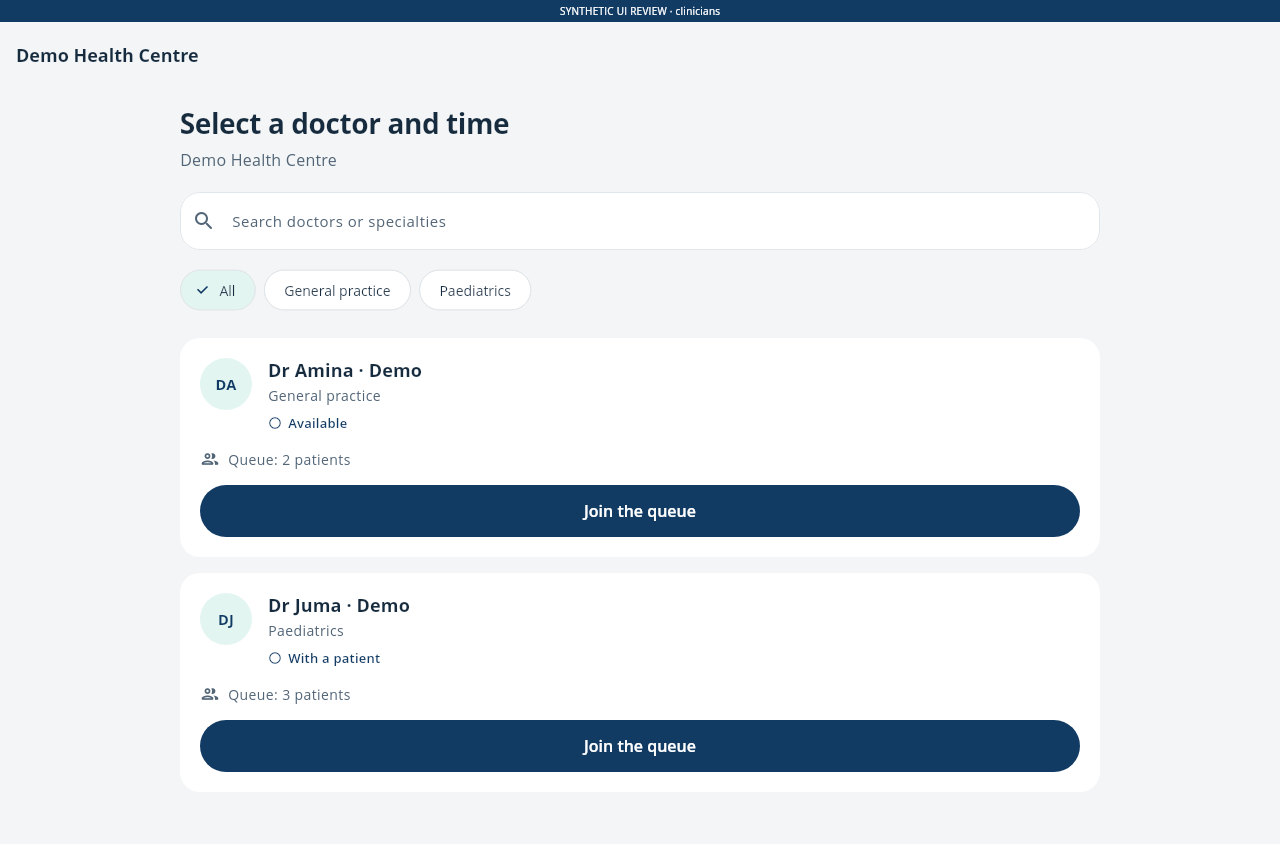 SYNTHETIC UI REVIEW · clinicians
Demo Health Centre
Select a doctor and time
Demo Health Centre
Search doctors or specialties
All
General practice
Paediatrics
DA
Dr Amina · Demo
General practice
Available
Queue: 2 patients
Join the queue
DJ
Dr Juma · Demo
Paediatrics
With a patient
Queue: 3 patients
Join the queue